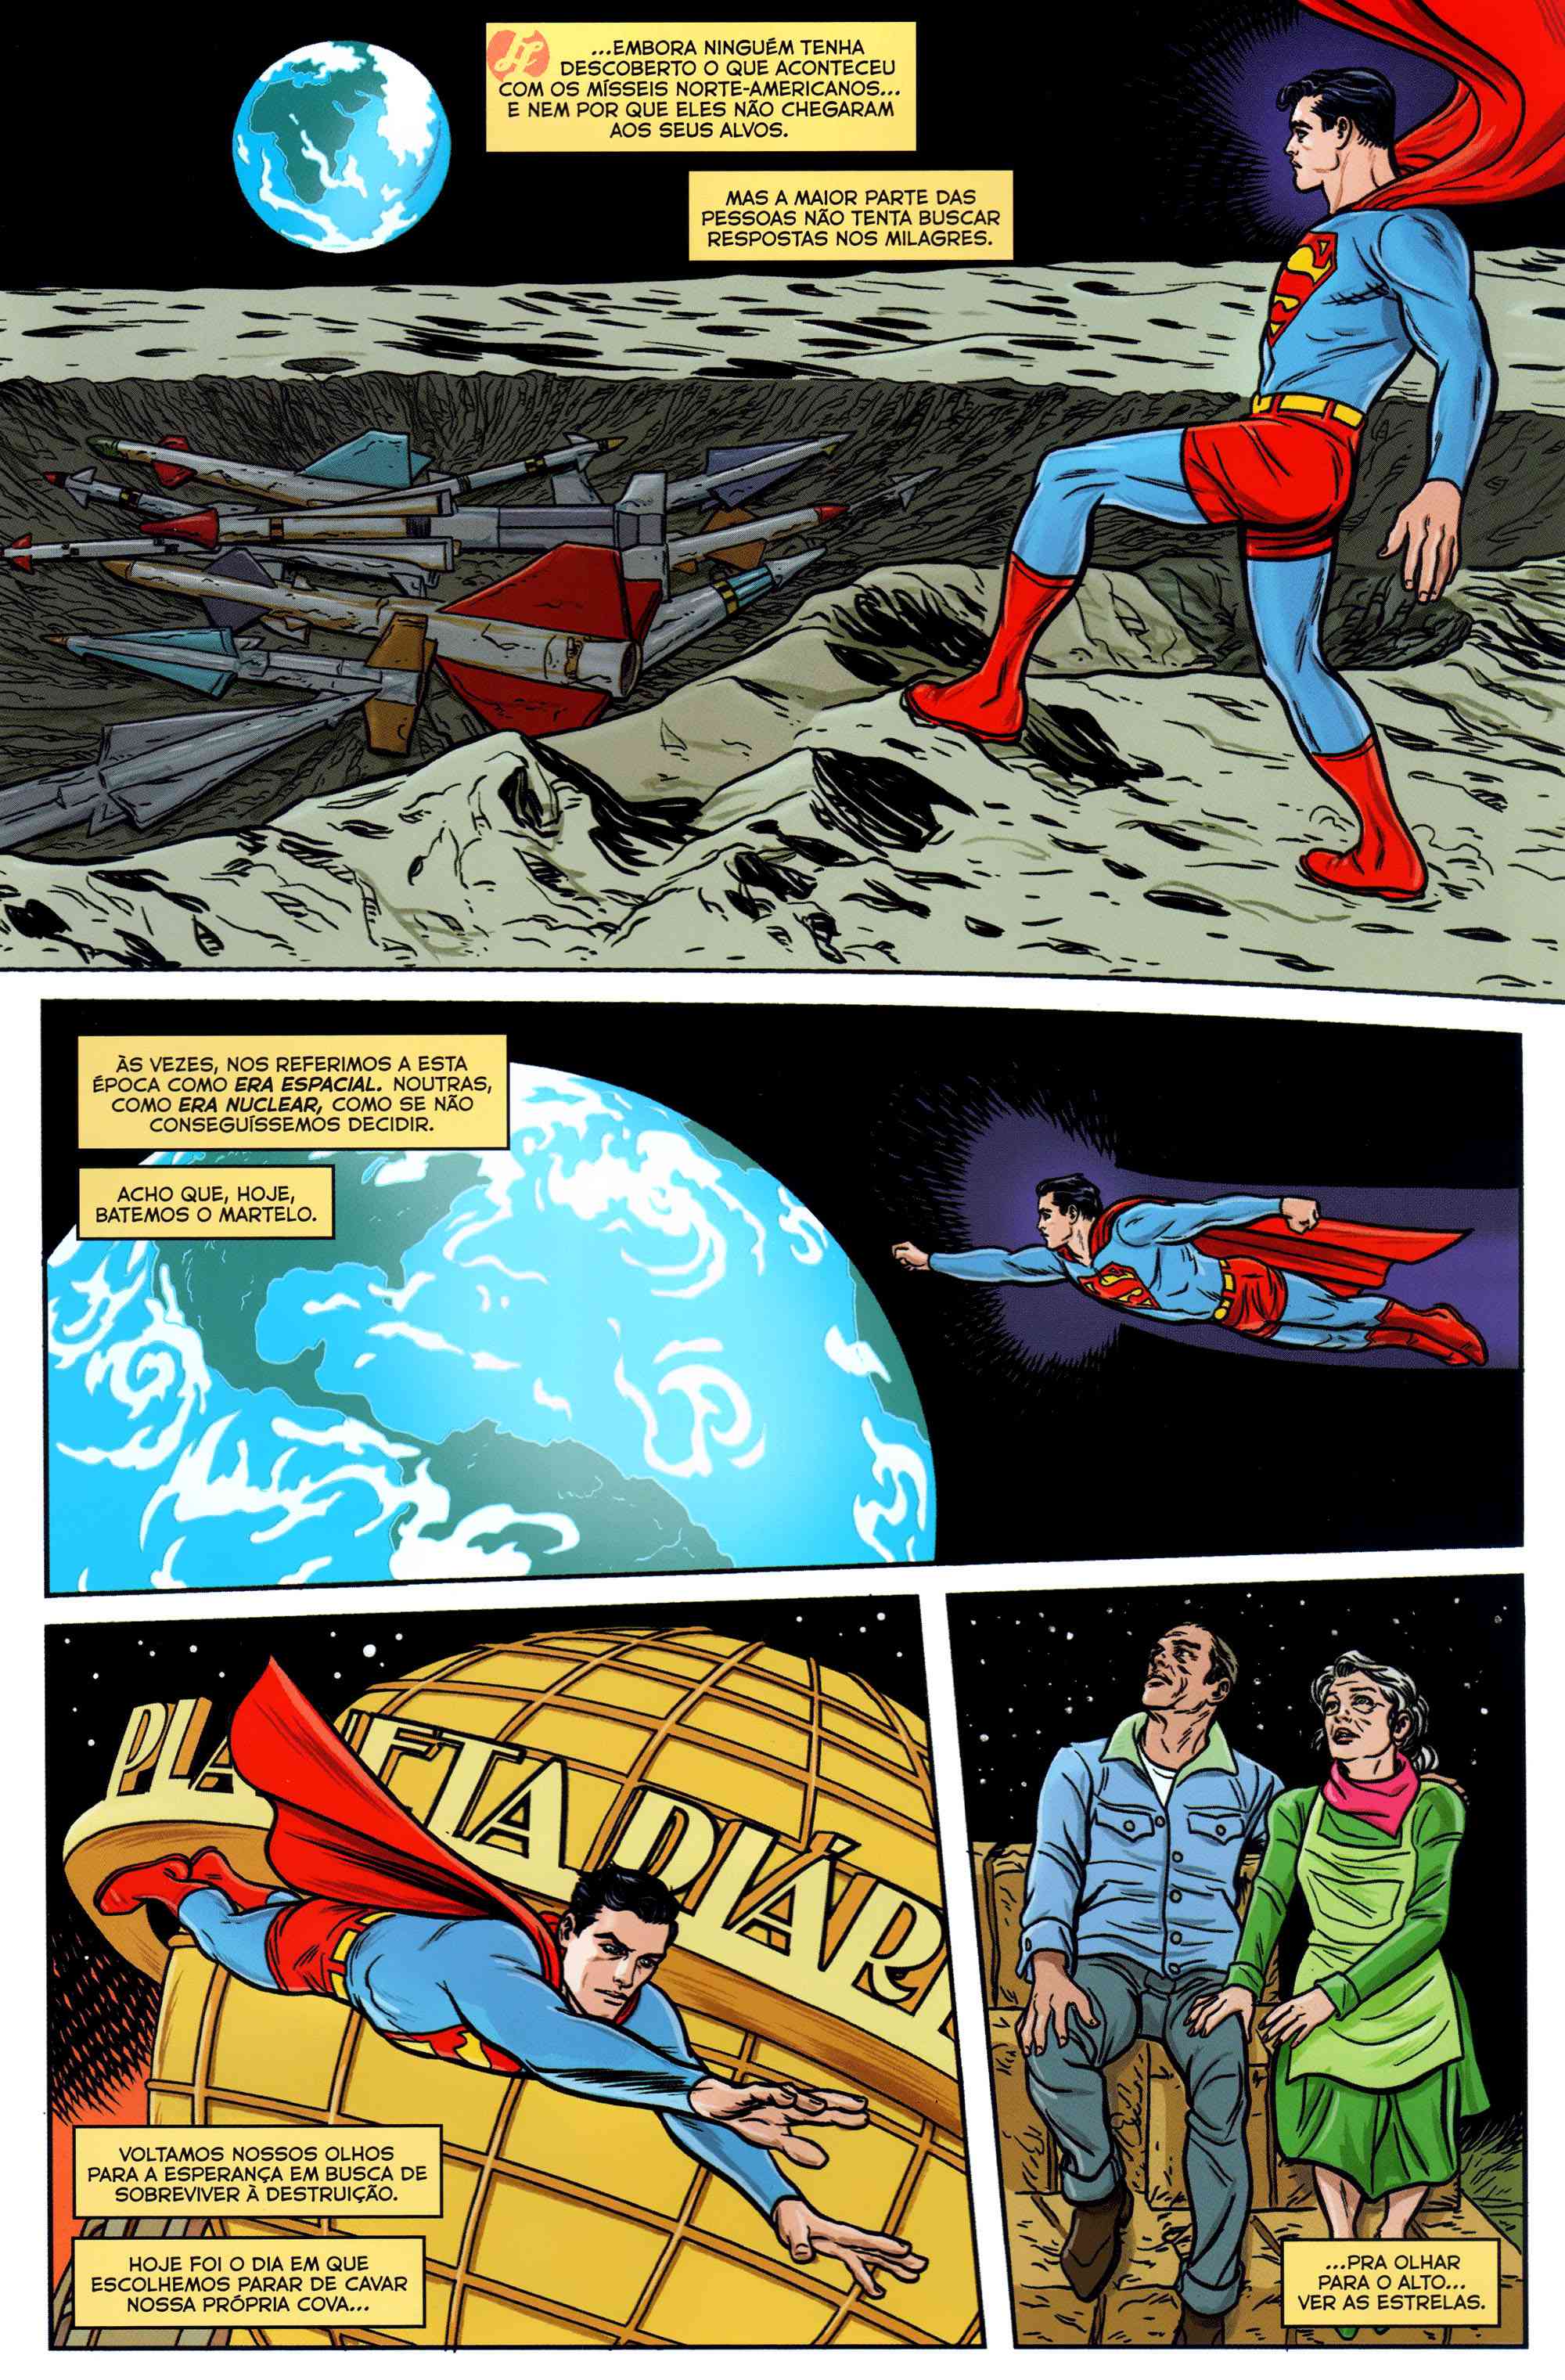 LL
...EMBORA NINGUÉM TENHA
DESCOBERTO O QUE ACONTECEU
COM OS MÍSSEIS NORTE-AMERICANOS...
E NEM POR QUE ELES NÃO CHEGARAM
AOS SEUS ALVOS.
MAS A MAIOR PARTE DAS
PESSOAS NÃO TENTA BUSCAR
RESPOSTAS NOS MILAGRES.
S
ÀS VEZES, NOS REFERIMOS A ESTA
ÉPOCA COMO ERA ESPACIAL. NOUTRAS,
COMO ERA NUCLEAR, COMO SE NÃO
CONSEGUÍSSEMOS DECIDIR.
ACHO QUE, HOJE,
BATEMOS O MARTELO.
S
PLA ETA DIÁRI
VOLTAMOS NOSSOS OLHOS
PARA A ESPERANÇA EM BUSCA DE
SOBREVIVER À DESTRUIÇÃO.
HOJE FOI O DIA EM QUE
ESCOLHEMOS PARAR DE CAVAR
NOSSA PRÓPRIA COVA...
...PRA OLHAR
PARA O ALTO...
VER AS ESTRELAS.